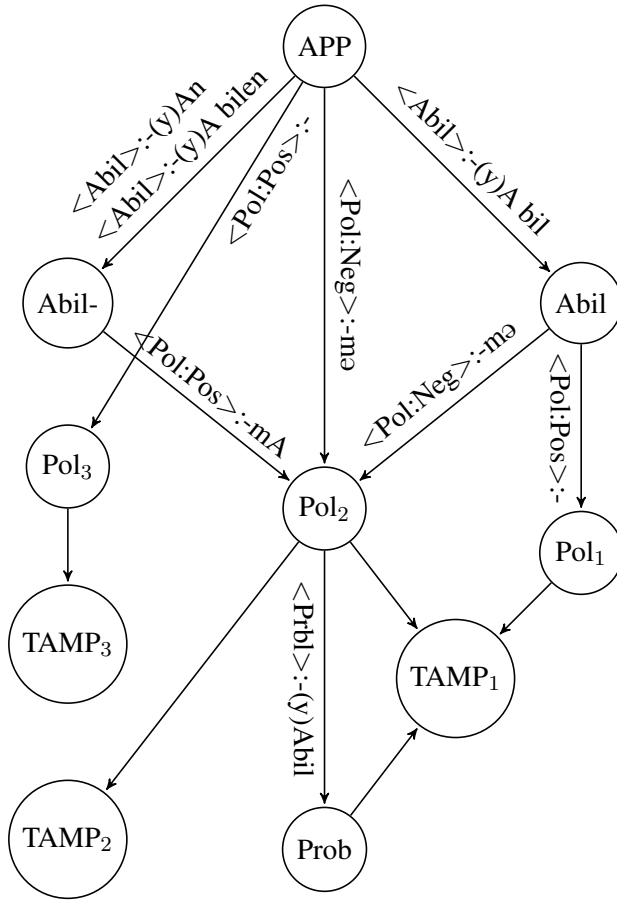 APP
<Abil>:-(y)An
<Abil>:-(y)A bilen
<Pol:Pos>:-
<Pol:Neg>:-mə
<Abil>:-(y)A bil
Abil-
Abil
<Pol:Pos>:-mA
<Pol:Neg>:-mə
<Pol:Pos>:-
Pol₃
Pol₂
Pol₁
<Prbl>:-(y)Abil
TAMP₃
TAMP₁
TAMP₂
Prob